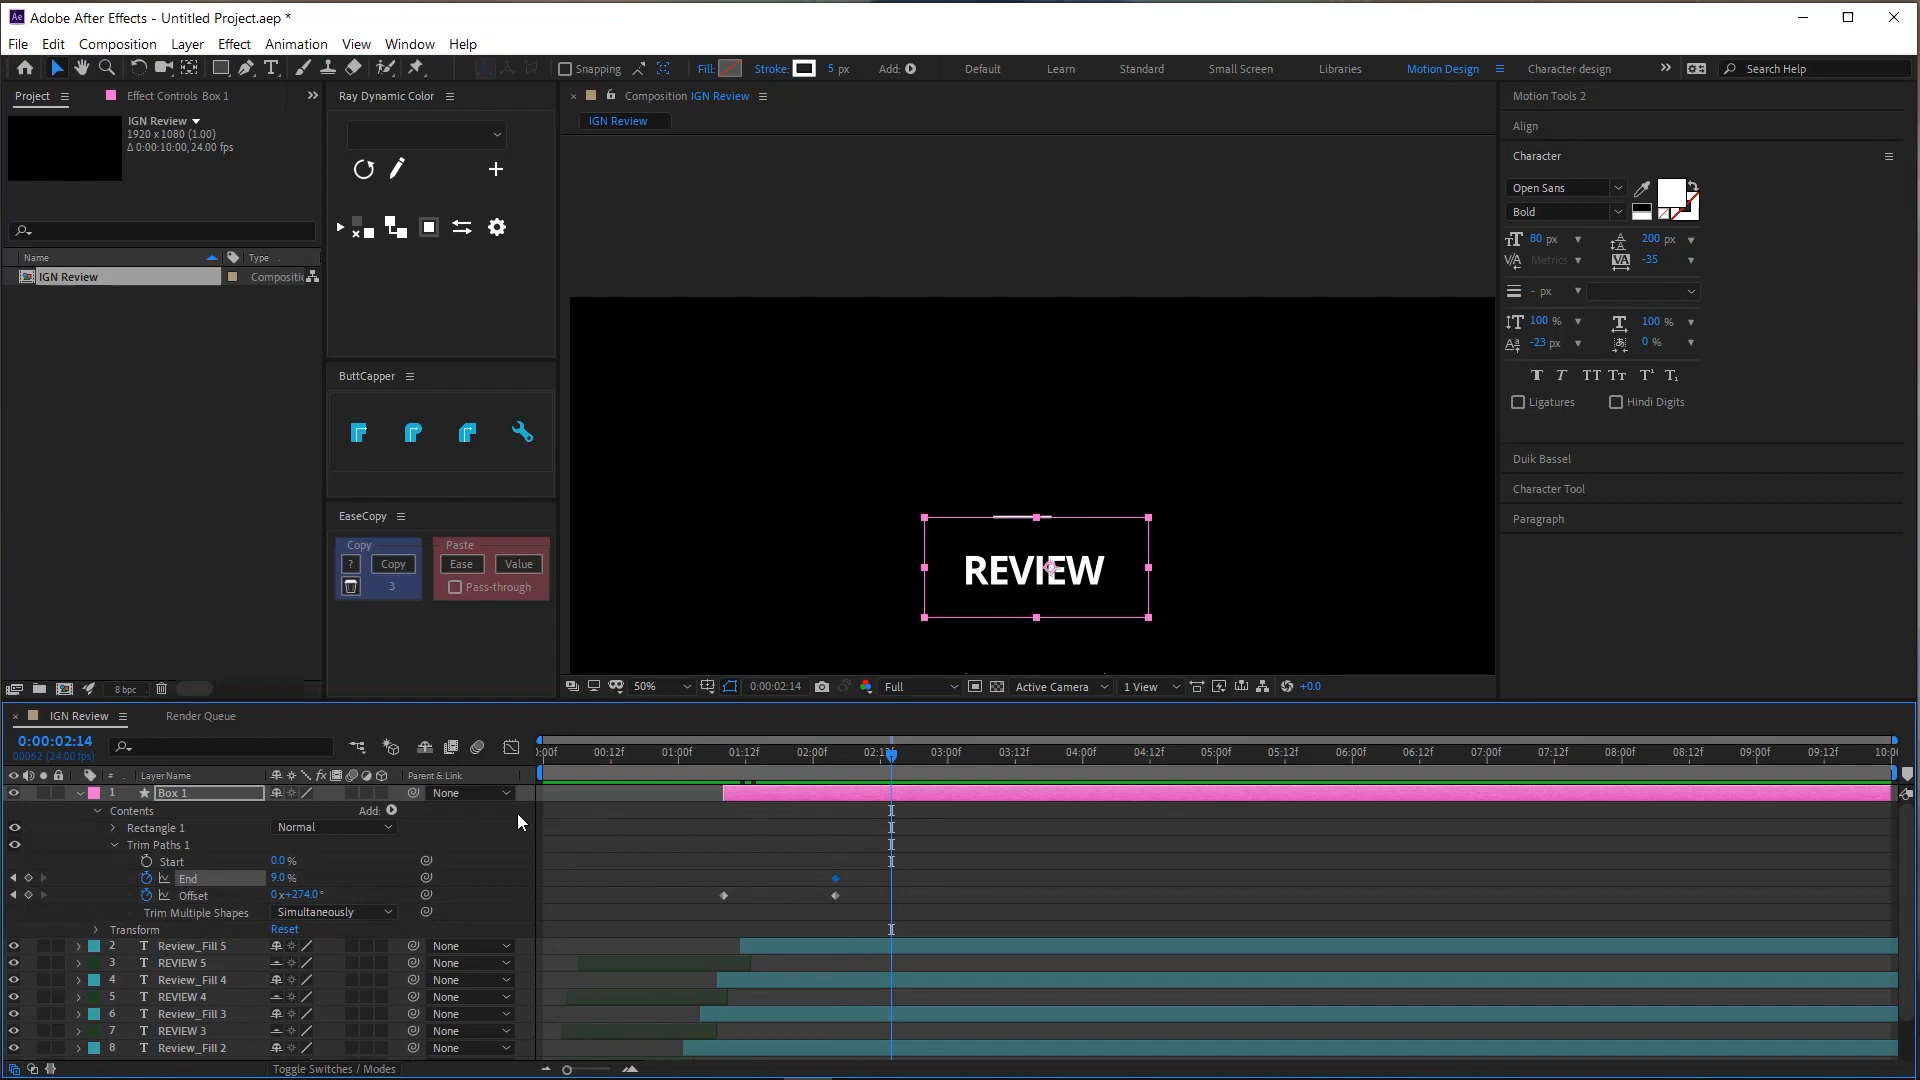 Adobe After Effects - Untitled Project.aep *
File Edit Composition Layer Effect Animation View Window Help
Snapping Fill: Stroke: 5 px Add: Default Learn Standard Small Screen Libraries Motion Design Character design Search Help
Project Effect Controls Box 1 Ray Dynamic Color Composition IGN Review Motion Tools 2
IGN Review
1920 x 1080 (1.00)
Δ 0:00:10:00, 24.00 fps
IGN Review
Align
Character
Open Sans
Bold
80 px 200 px
Metrics -35
- px
100 % 100 %
-23 px 0 %
Ligatures Hindi Digits
Duik Bassel
Character Tool
Paragraph
Name Type
IGN Review Compositic
ButtCapper
EaseCopy
Copy Paste
? Copy Ease Value
3 Pass-through
REVIEW
8 bpc
50% 0:00:02:14 Full Active Camera 1 View +0.0
IGN Review Render Queue
0:00:02:14
00062 (24.00 fps)
:00f 00:12f 01:00f 01:12f 02:00f 02:12f 03:00f 03:12f 04:00f 04:12f 05:00f 05:12f 06:00f 06:12f 07:00f 07:12f 08:00f 08:12f 09:00f 09:12f 10:00
# Layer Name Parent & Link
1 Box 1 None
Contents Add:
Rectangle 1 Normal
Trim Paths 1
Start 0.0 %
End 9.0 %
Offset 0 x+274.0 °
Trim Multiple Shapes Simultaneously
Transform Reset
2 T Review_Fill 5 None
3 T REVIEW 5 None
4 T Review_Fill 4 None
5 T REVIEW 4 None
6 T Review_Fill 3 None
7 T REVIEW 3 None
8 T Review_Fill 2 None
Toggle Switches / Modes